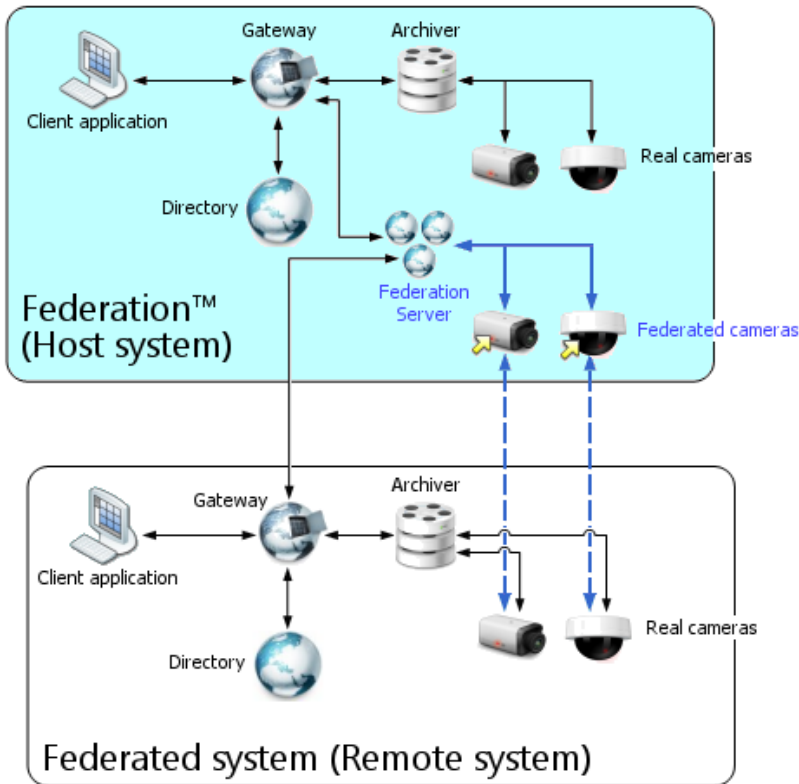 Gateway
Archiver
Client application
Real cameras
Directory
Federation
Server
Federation™
(Host system)
Federated cameras
Archiver
Gateway
Client application
Real cameras
Directory
Federated system (Remote system)